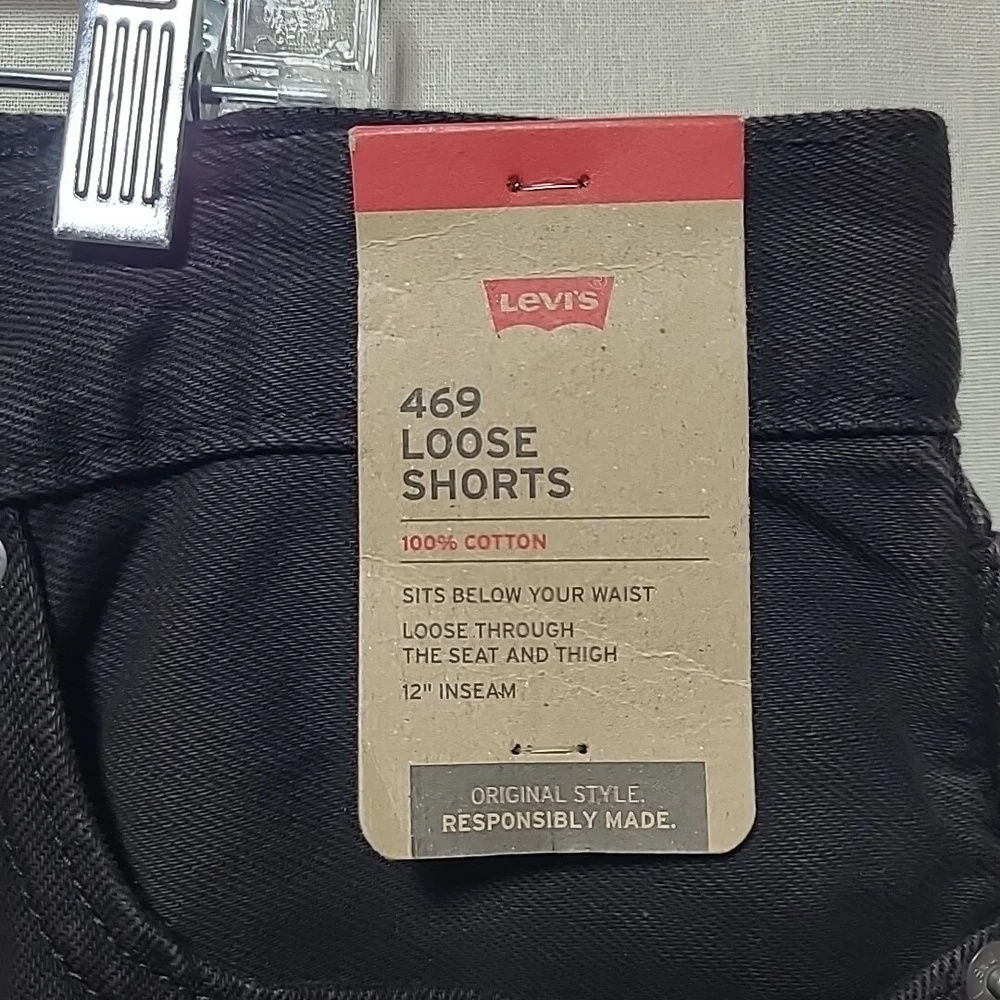 LEVI'S®
469
LOOSE
SHORTS
100% COTTON
SITS BELOW YOUR WAIST
LOOSE THROUGH
THE SEAT AND THIGH
12" INSEAM
ORIGINAL STYLE.
RESPONSIBLY MADE.